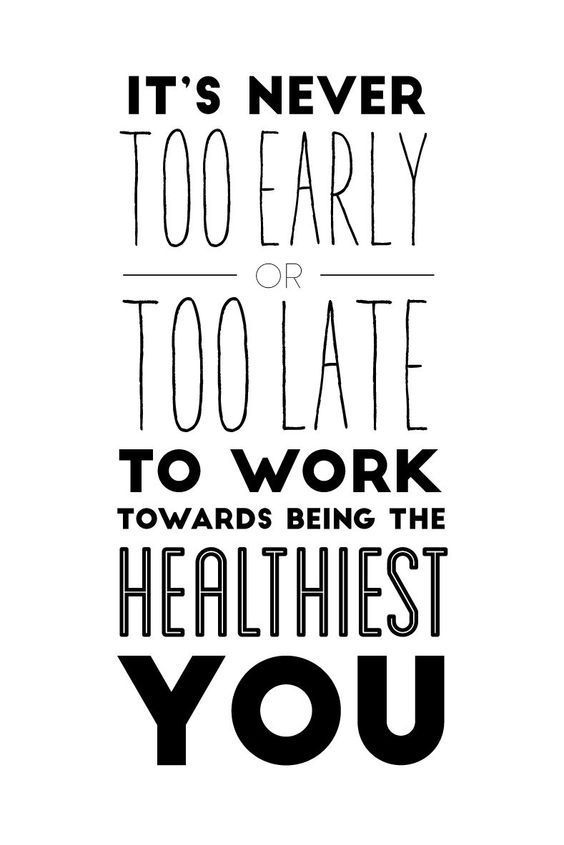 IT'S NEVER
TOO EARLY
OR
TOO LATE
TO WORK
TOWARDS BEING THE
HEALTHIEST
YOU